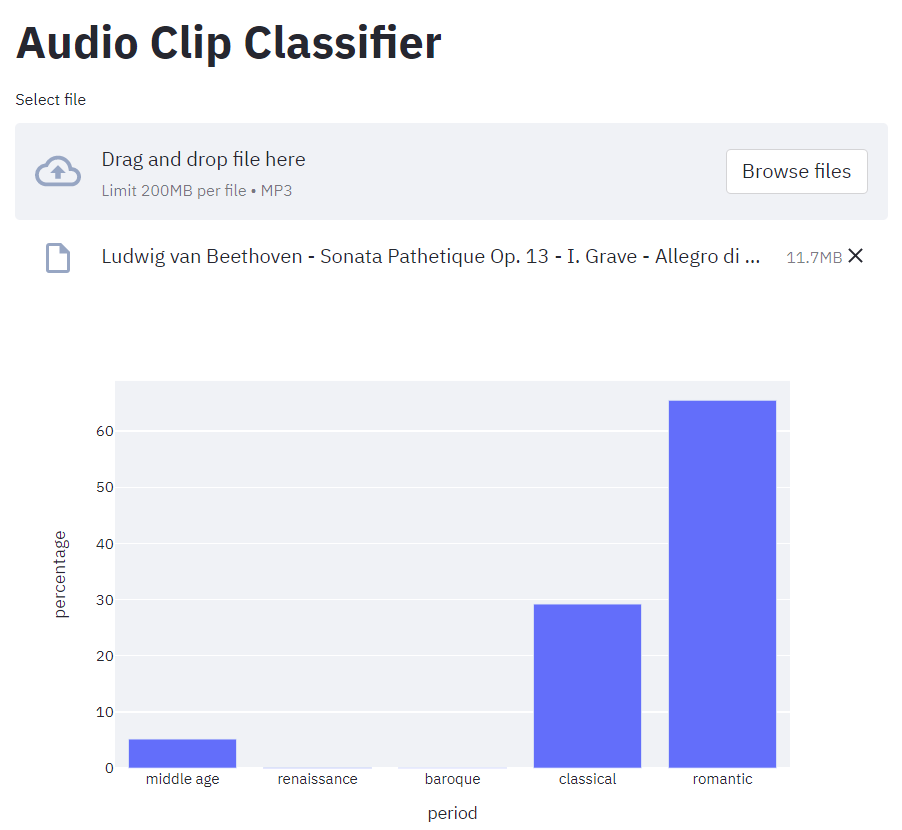 Audio Clip Classifier
Select file
Drag and drop file here
Limit 200MB per file • MP3
Browse files
Ludwig van Beethoven - Sonata Pathetique Op. 13 - I. Grave - Allegro di ...
11.7MB
60
50
40
30
20
10
0
percentage
middle age
renaissance
baroque
classical
romantic
period